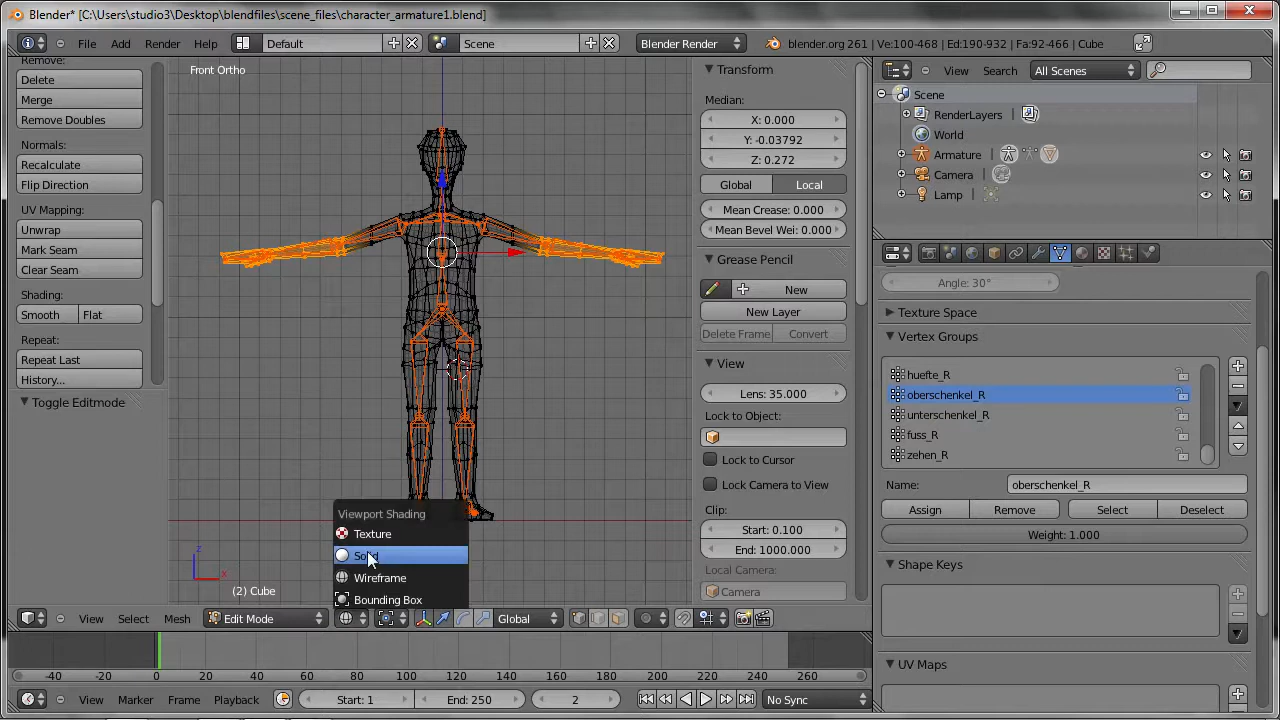 Blender* [C:\Users\studio3\Desktop\blendfiles\scene_files\character_armature1.blend]
File Add Render Help Default Scene Blender Render blender.org 261 | Ve:100-468 | Ed:190-932 | Fa:92-466 | Cube
Remove:
Delete
Merge
Remove Doubles
Normals:
Recalculate
Flip Direction
UV Mapping:
Unwrap
Mark Seam
Clear Seam
Shading:
Smooth Flat
Repeat:
Repeat Last
History...
Toggle Editmode
Front Ortho
z
x
(2) Cube
Viewport Shading
Texture
Wireframe
Bounding Box
View Select Mesh Edit Mode Global
Transform
Median:
X: 0.000
Y: -0.03792
Z: 0.272
Global Local
Mean Crease: 0.000
Mean Bevel Wei: 0.000
Grease Pencil
New
New Layer
Delete Frame Convert
View
Lens: 35.000
Lock to Object:
Lock to Cursor
Lock Camera to View
Clip:
Start: 0.100
End: 1000.000
Local Camera:
Camera
View Search All Scenes
Scene
RenderLayers
World
Armature
Camera
Lamp
Angle: 30°
Texture Space
Vertex Groups
huefte_R
oberschenkel_R
unterschenkel_R
fuss_R
zehen_R
Name: oberschenkel_R
Assign Remove Select Deselect
Weight: 1.000
Shape Keys
UV Maps
-40 -20 0 20 40 60 80 100 120 140 160 180 200 220 240 260
View Marker Frame Playback Start: 1 End: 250 2 No Sync